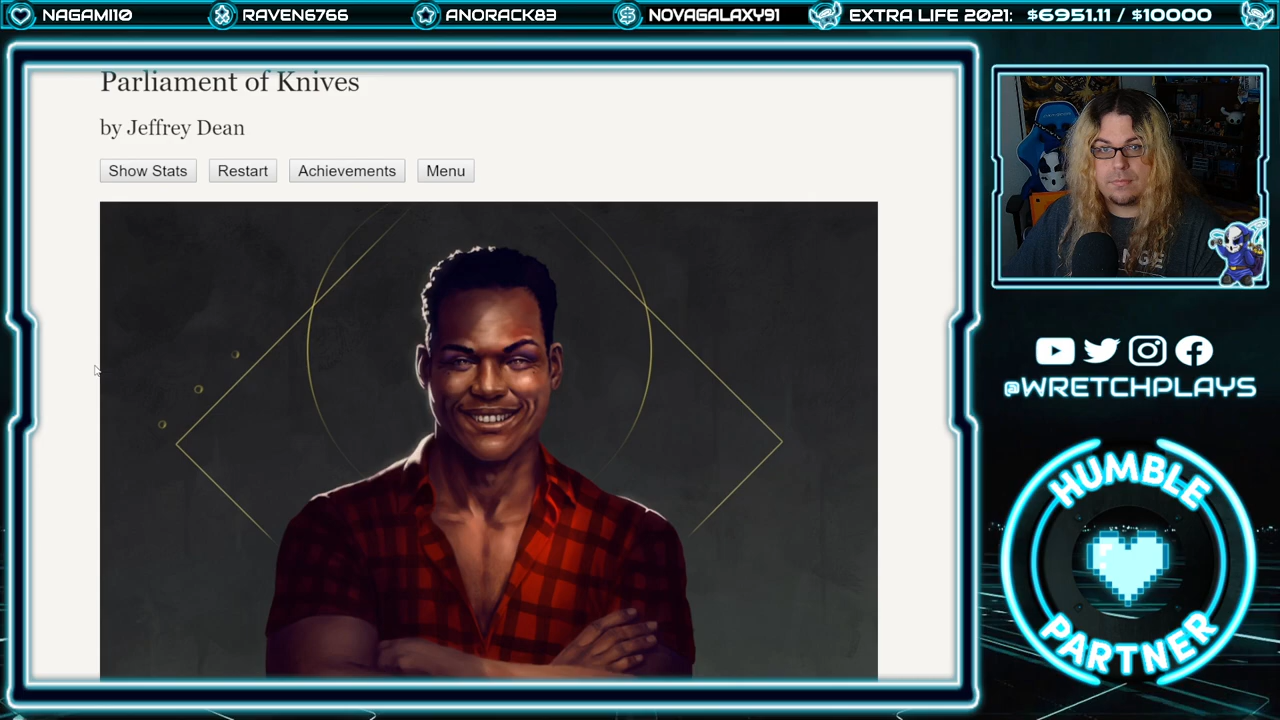 NAGAMI10
RAVEN6766
ANORACK83
NOVAGALAXY91
EXTRA LIFE 2021: $6951.11 / $10000
Parliament of Knives
by Jeffrey Dean
Show Stats
Restart
Achievements
Menu
@WRETCHPLAYS
HUMBLE
PARTNER